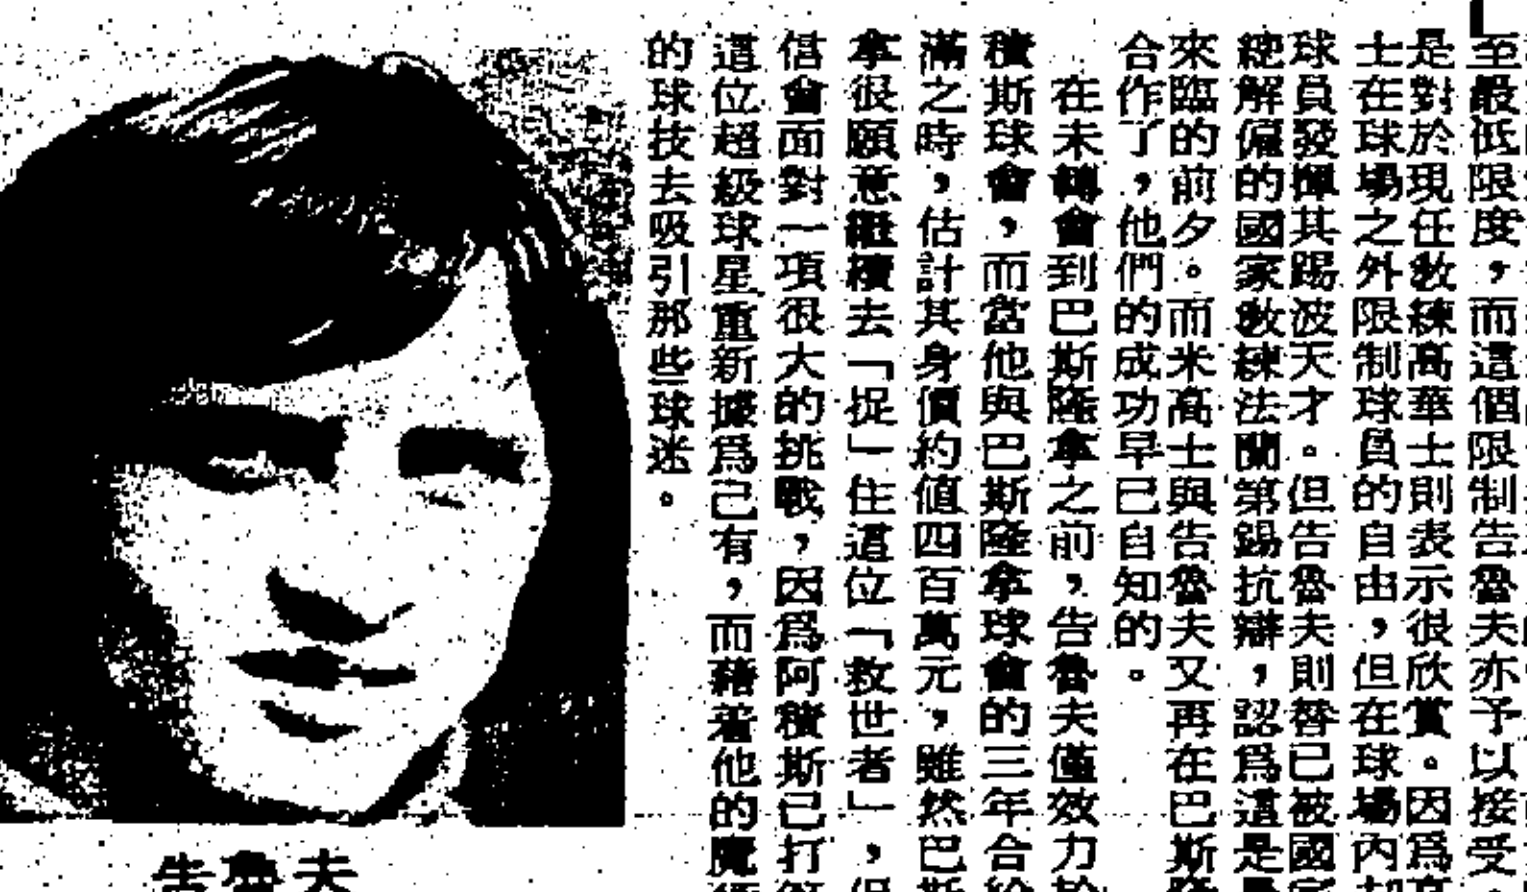 至最低限度，而這個限制告魯夫亦予以接受
是對於現任教練高華士則表示很欣賞。因爲
士在球場之外限制球員的自由，但在球場內
球員發揮其踢波天才。但告魯夫則替已被國
解僱的國家教練法蘭第錫抗辯，認爲這是
來臨的前夕。而米高士與告魯夫又再在巴斯
合作了，他們的成功早已自知的。
在未轉會到巴斯隆拿之前，告魯夫僅效力於
積斯球會，而當他與巴斯隆拿球會的三年合
滿之時，估計其身價約値四百萬元，雖然巴斯
拿很願意繼續去「捉」住這位「救世者」，但
信會面對一項很大的挑戰，因爲阿積斯已打
這位超級球星重新據爲己有，而藉着他的魔
的球技去吸引那些球迷。
告魯夫